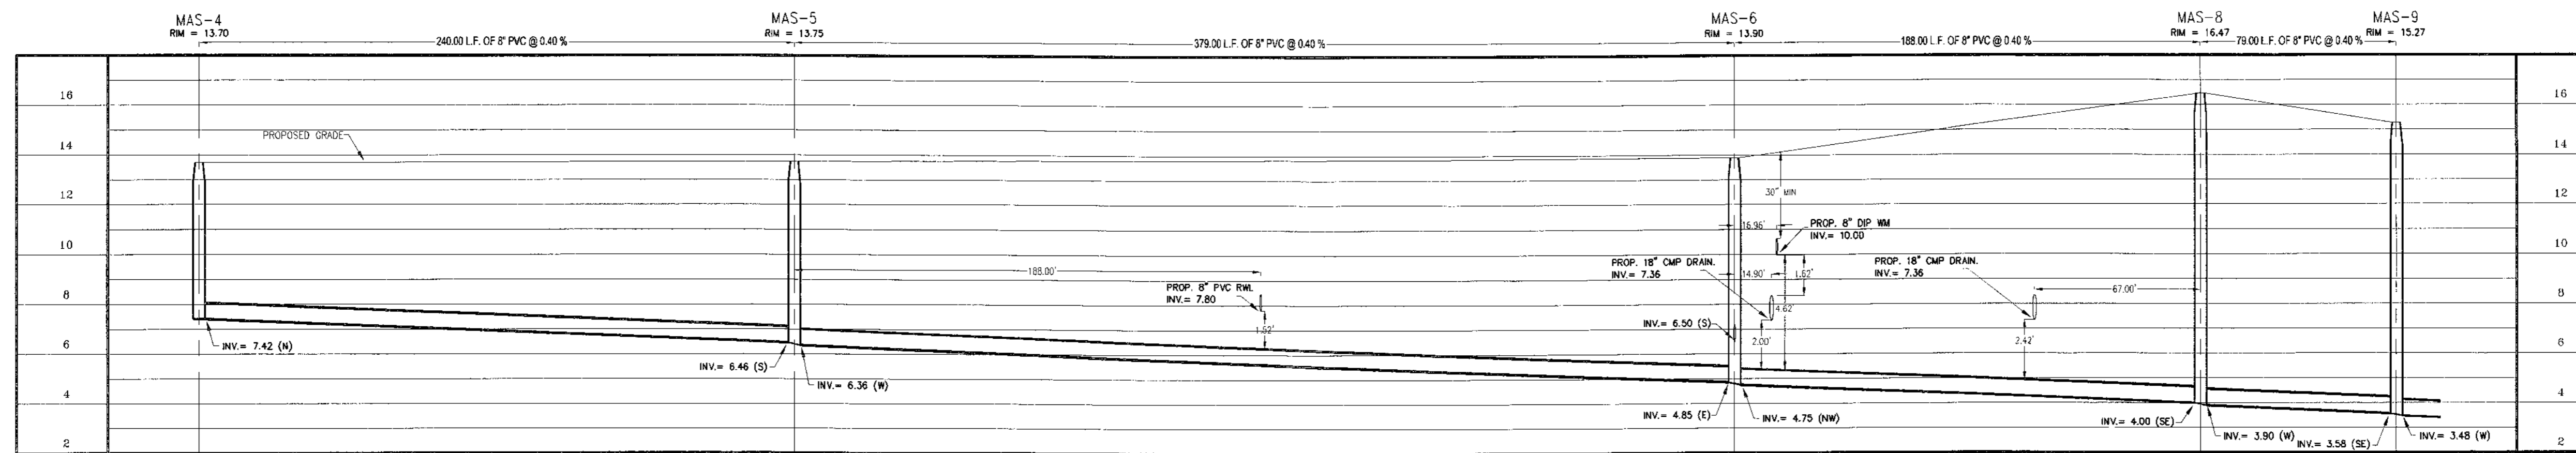 MAS-4
RIM = 13.70
240.00 L.F. OF 8" PVC @ 0.40 %
MAS-5
RIM = 13.75
379.00 L.F. OF 8" PVC @ 0.40 %
MAS-6
RIM = 13.90
188.00 L.F. OF 8" PVC @ 0.40 %
MAS-8
RIM = 16.47
79.00 L.F. OF 8" PVC @ 0.40 %
MAS-9
RIM = 15.27
16
14
12
10
8
6
4
2
PROPOSED GRADE
INV.= 7.42 (N)
INV.= 6.46 (S)
INV.= 6.36 (W)
188.00'
PROP. 8" PVC RWL
INV.= 7.80
1.52'
30" MIN
16.96'
PROP. 8" DIP WM
INV.= 10.00
PROP. 18" CMP DRAIN.
INV.= 7.36
14.90'
1.62'
4.62'
INV.= 6.50 (S)
2.00'
INV.= 4.85 (E)
INV.= 4.75 (NW)
PROP. 18" CMP DRAIN.
INV.= 7.36
67.00'
2.42'
INV.= 4.00 (SE)
INV.= 3.90 (W)
INV.= 3.58 (SE)
INV.= 3.48 (W)
16
14
12
10
8
6
4
2